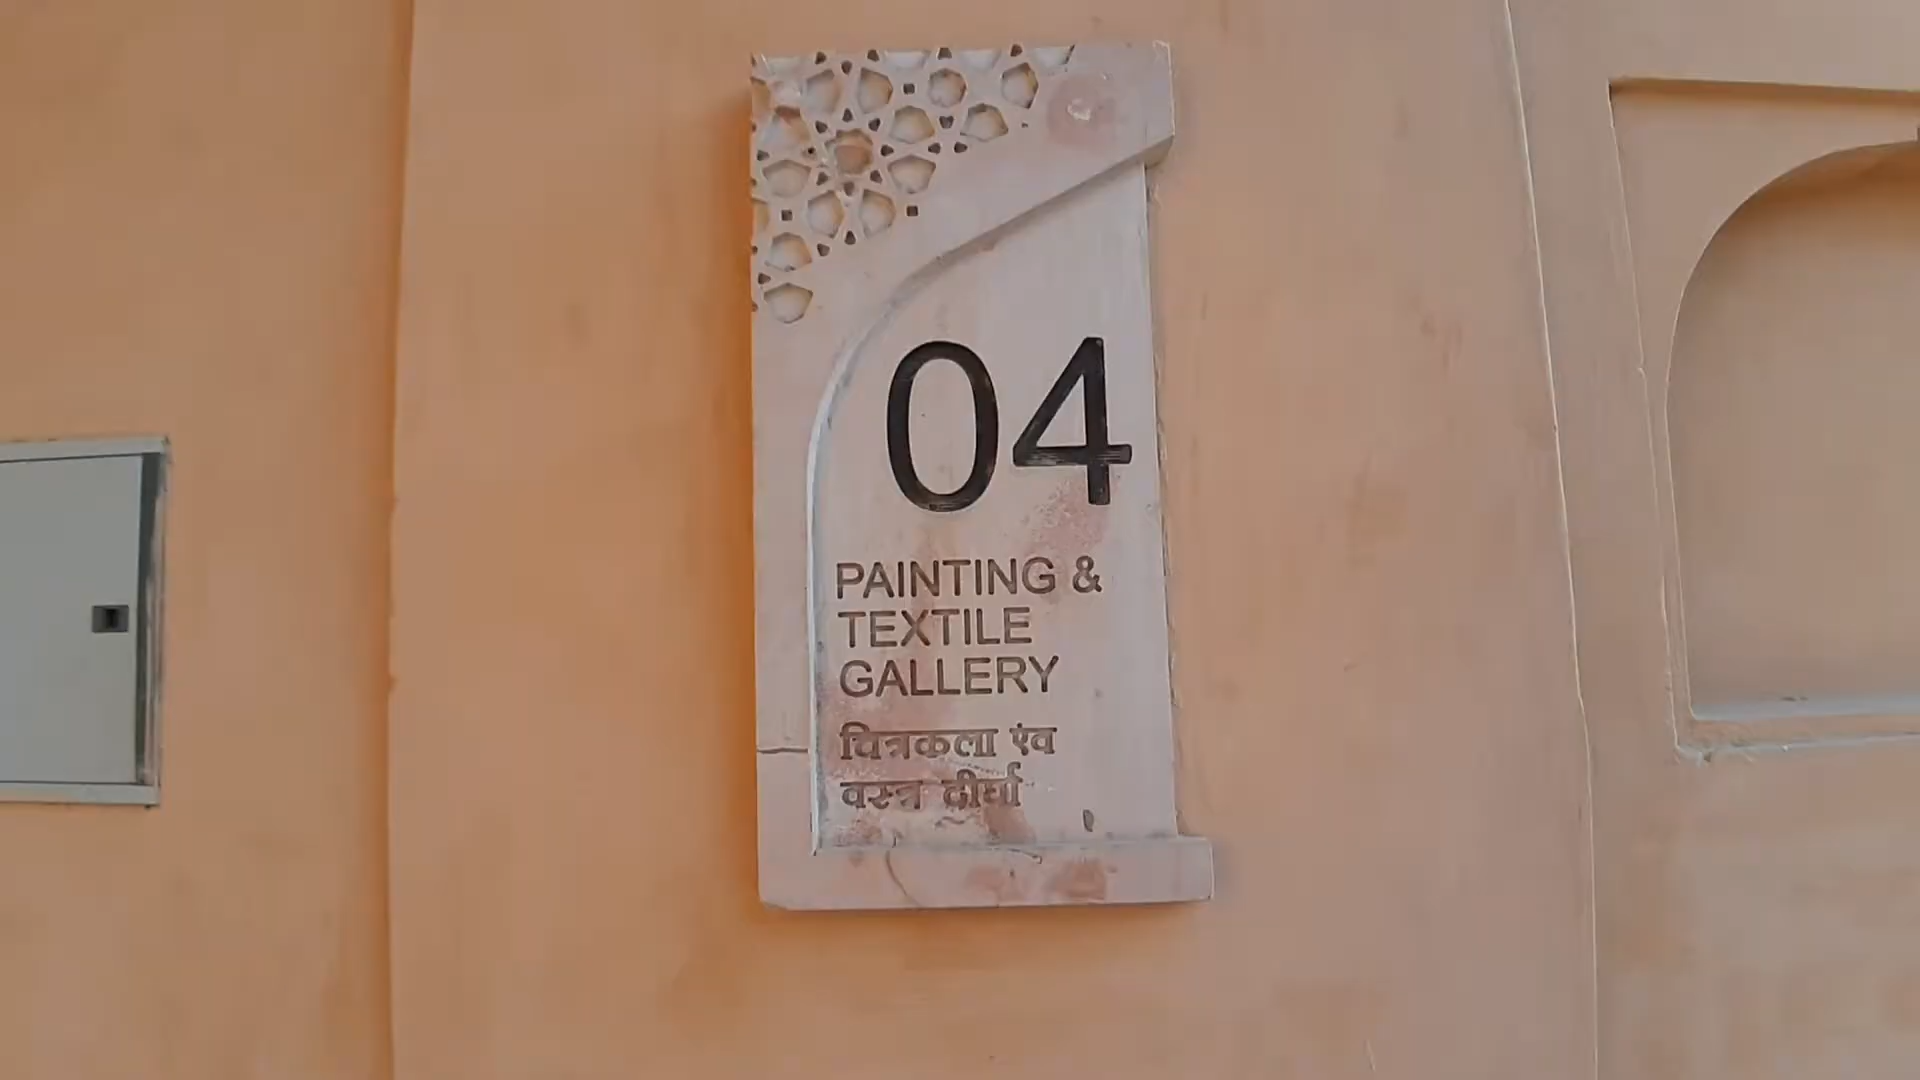 04
PAINTING &
TEXTILE
GALLERY
चित्रकला एंव
वस्त्र दीर्घा